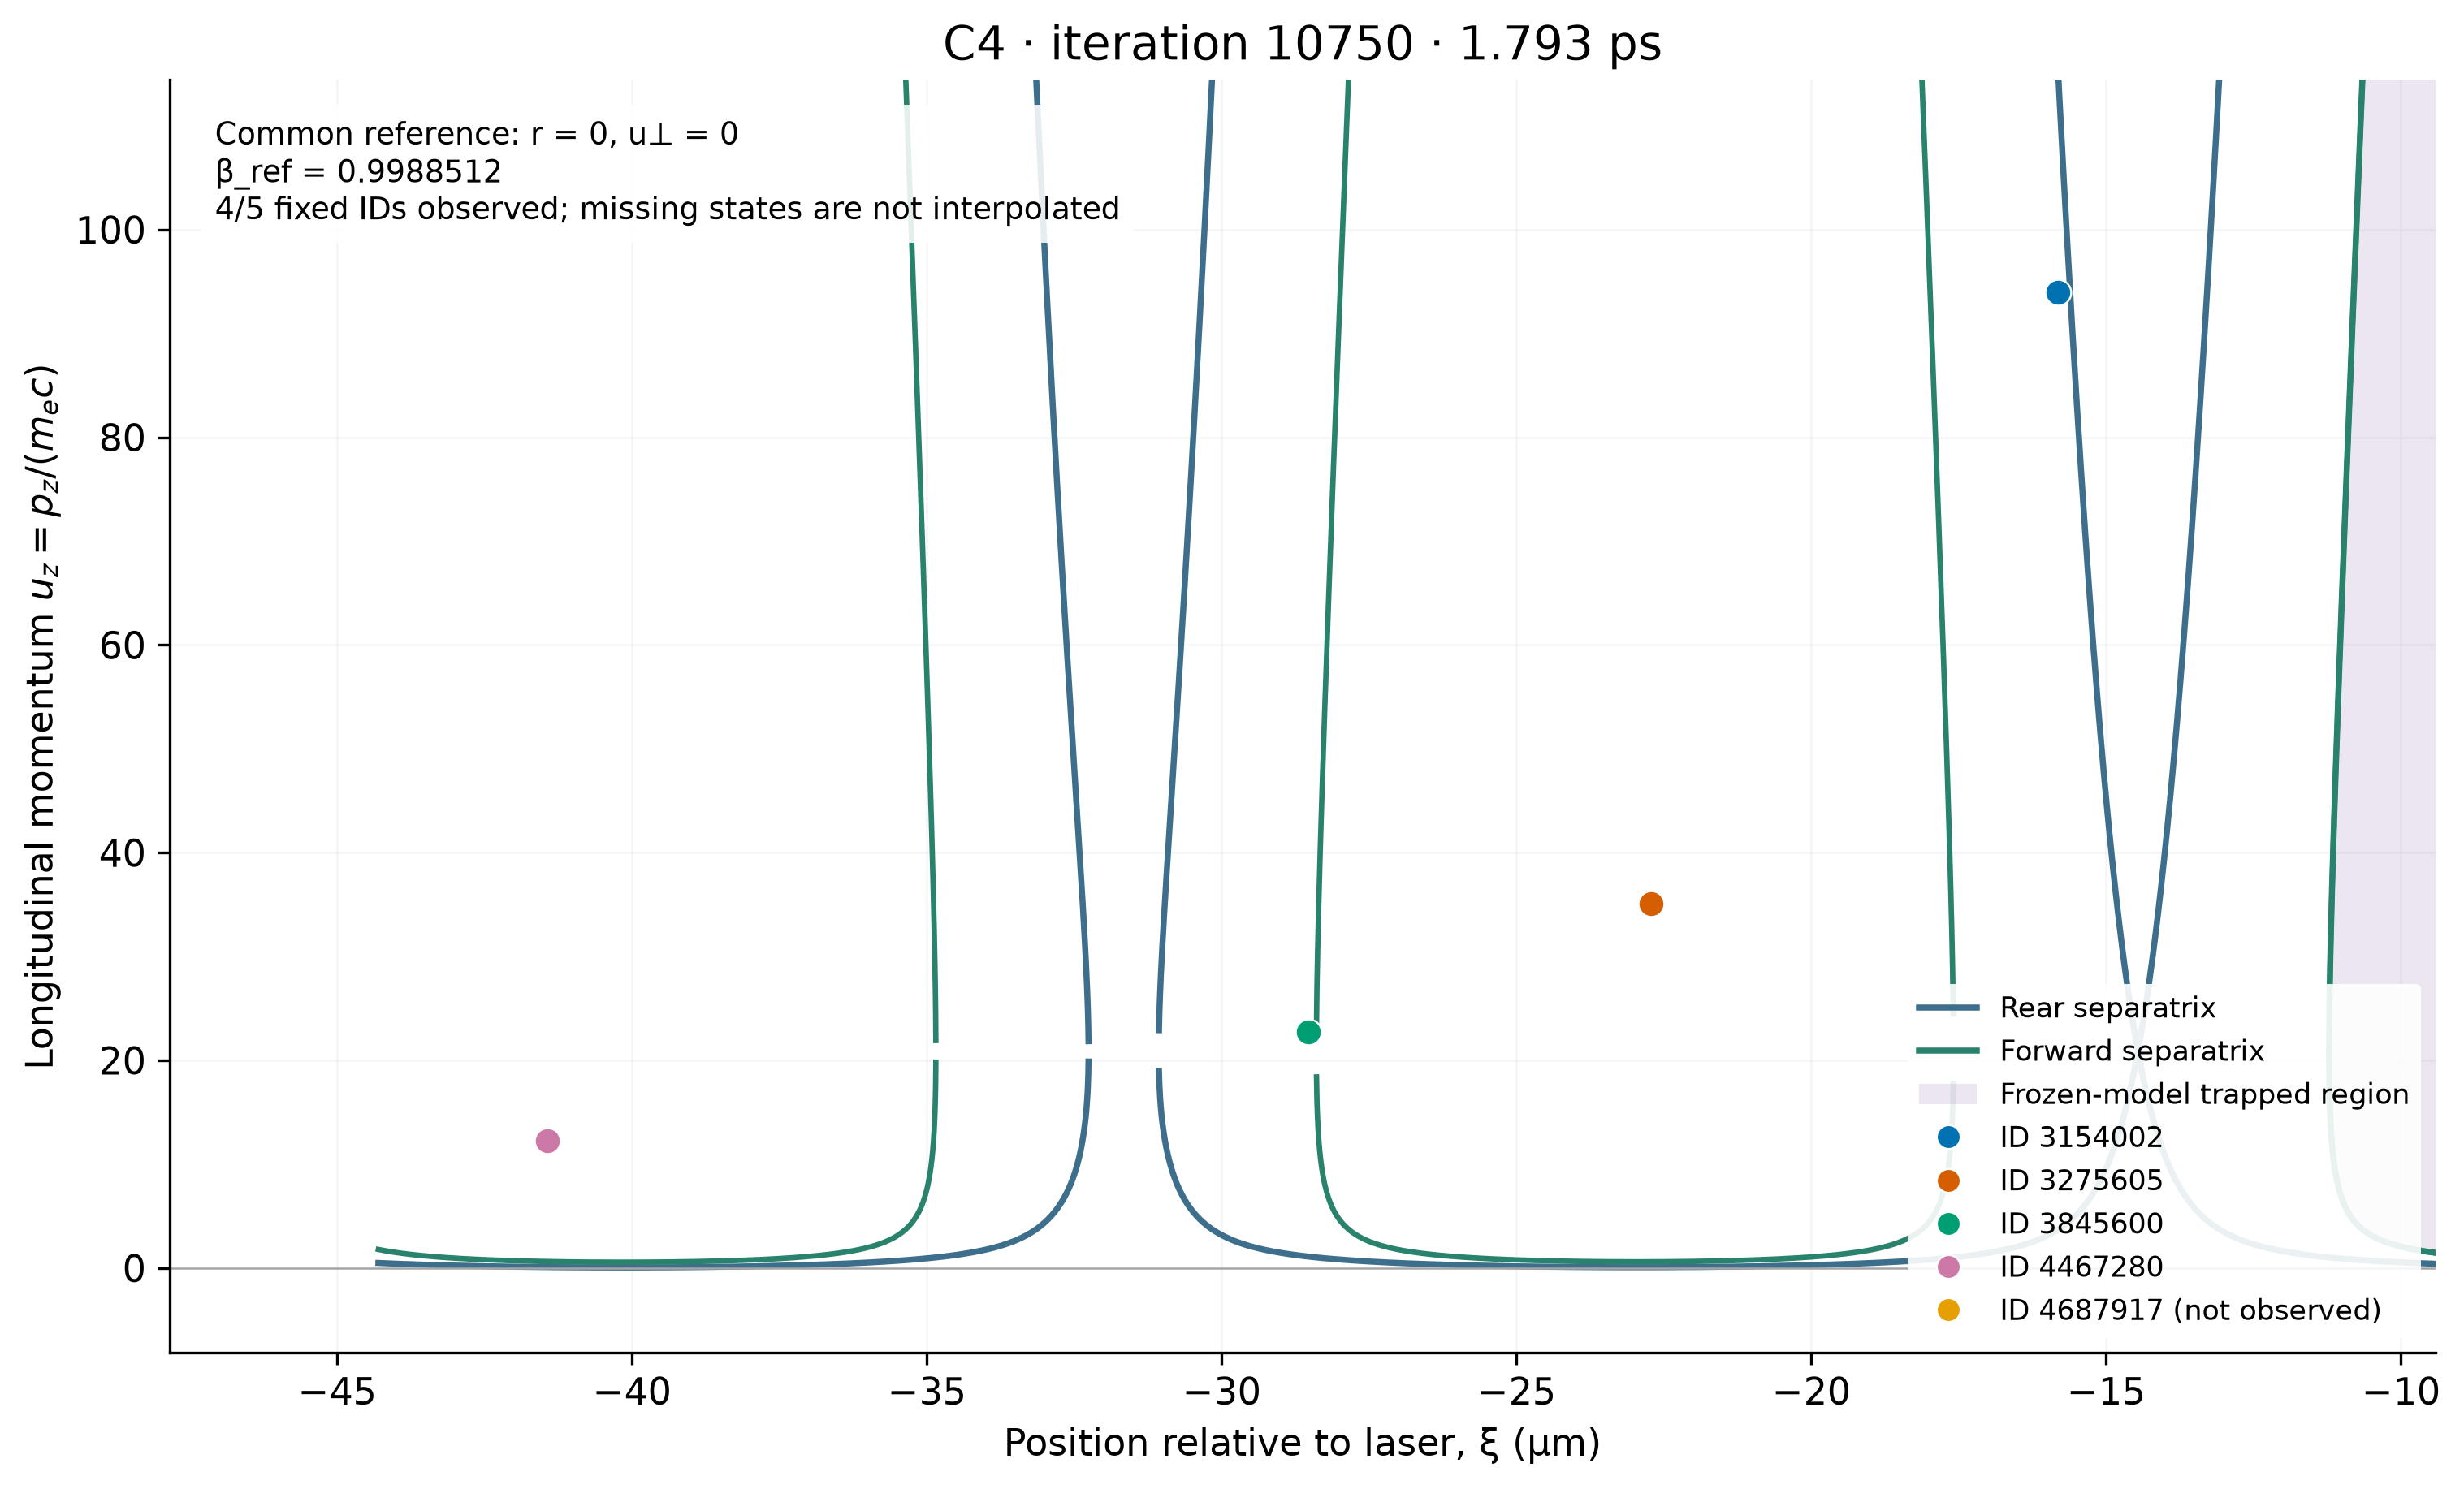 C4 · iteration 10750 · 1.793 ps
Common reference: r = 0, u⊥ = 0
β_ref = 0.9988512
4/5 fixed IDs observed; missing states are not interpolated
Longitudinal momentum u_z = p_z/(m_e c)
100
80
60
40
20
0
Rear separatrix
Forward separatrix
Frozen-model trapped region
ID 3154002
ID 3275605
ID 3845600
ID 4467280
ID 4687917 (not observed)
−45 −40 −35 −30 −25 −20 −15 −10
Position relative to laser, ξ (μm)